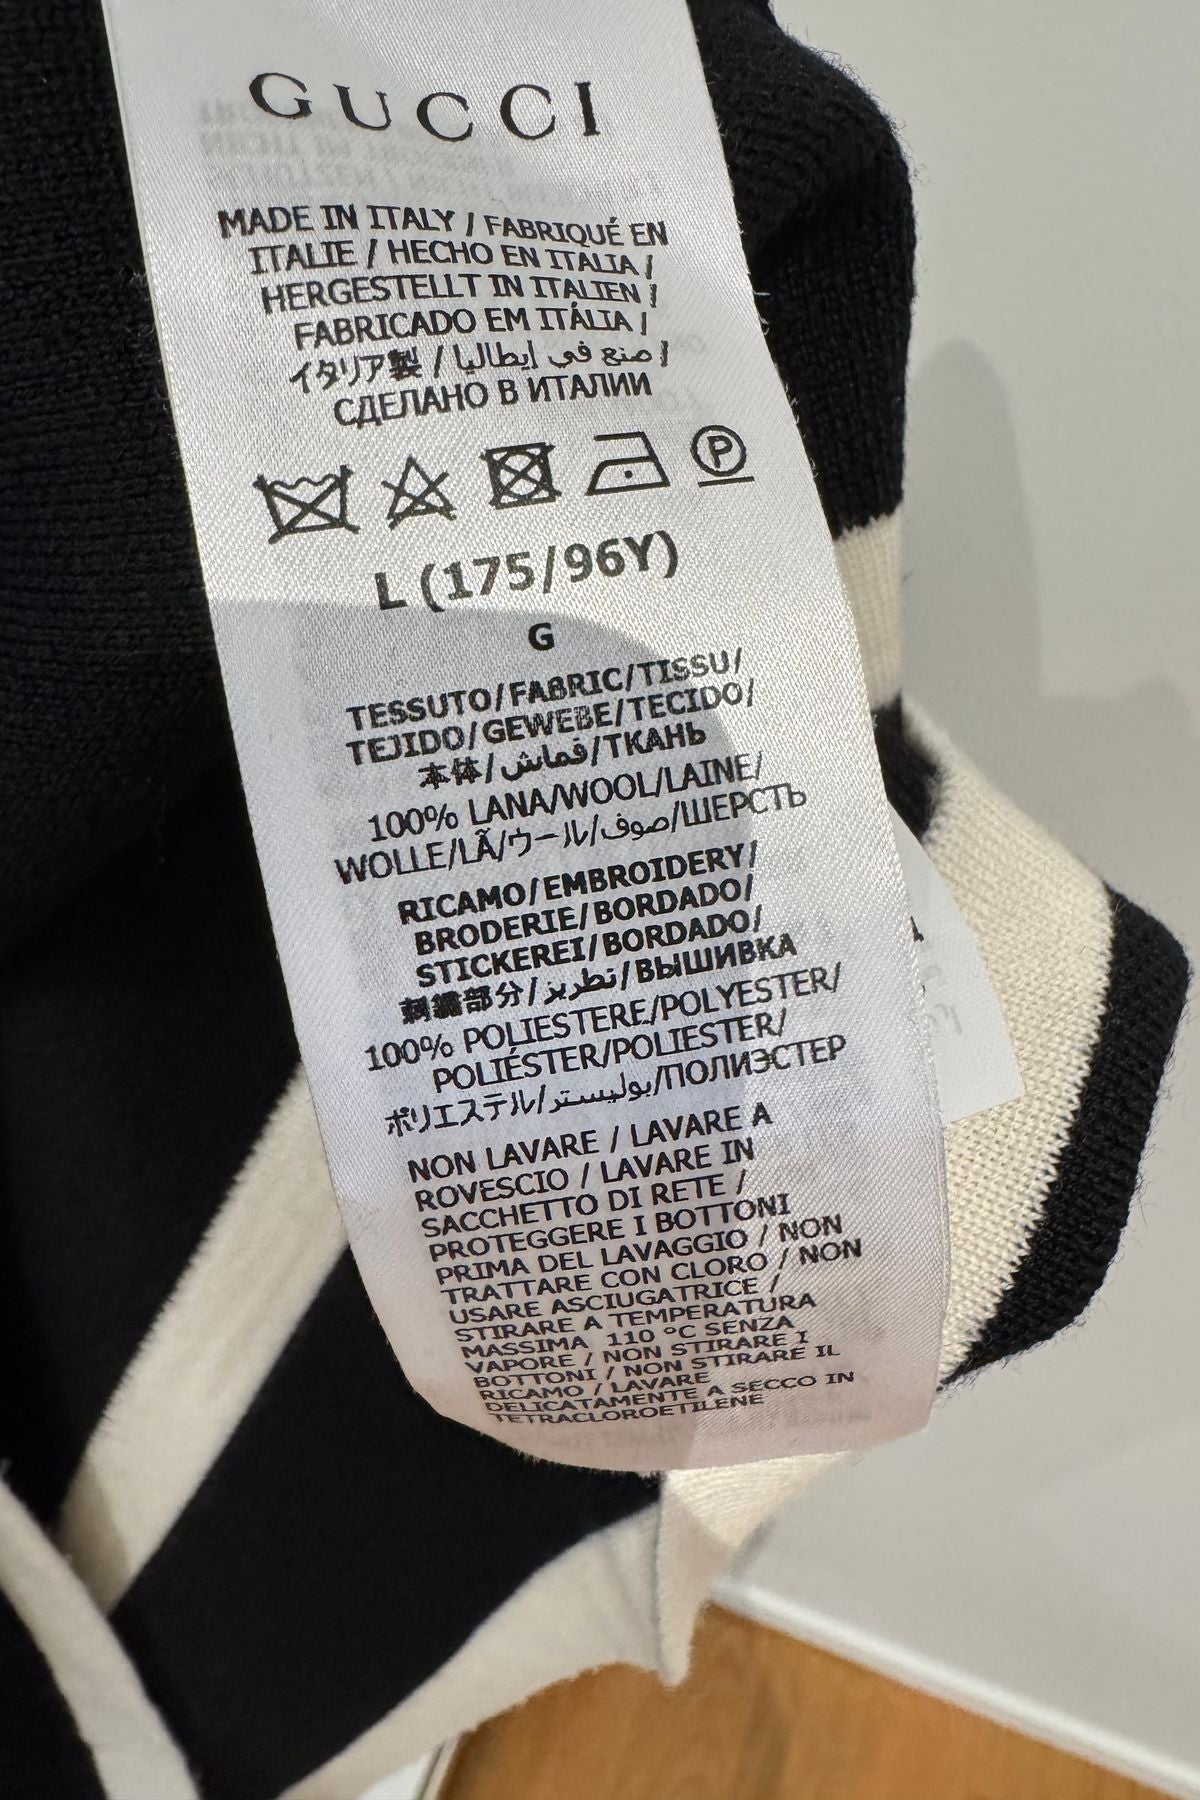 GUCCI
MADE IN ITALY / FABRIQUÉ EN
ITALIE / HECHO EN ITALIA /
HERGESTELLT IN ITALIEN /
FABRICADO EM ITÁLIA /
イタリア製 / صنع في إيطاليا /
СДЕЛАНО В ИТАЛИИ
P
L (175/96Y)
G
TESSUTO/FABRIC/TISSU/
TEJIDO/GEWEBE/TECIDO/
本体/قماش/ТКАНЬ
100% LANA/WOOL/LAINE/
WOLLE/LÃ/ウール/صوف/ШЕРСТЬ
RICAMO/EMBROIDERY/
BRODERIE/BORDADO/
STICKEREI/BORDADO/
刺繍部分/تطريز/ВЫШИВКА
100% POLIESTERE/POLYESTER/
POLIÉSTER/POLIESTER/
ポリエステル/بوليستر/ПОЛИЭСТЕР
NON LAVARE / LAVARE A
ROVESCIO / LAVARE IN
SACCHETTO DI RETE /
PROTEGGERE I BOTTONI
PRIMA DEL LAVAGGIO / NON
TRATTARE CON CLORO / NON
USARE ASCIUGATRICE /
STIRARE A TEMPERATURA
MASSIMA 110 °C SENZA
VAPORE / NON STIRARE I
BOTTONI / NON STIRARE IL
RICAMO / LAVARE
DELICATAMENTE A SECCO IN
TETRACLOROETILENE